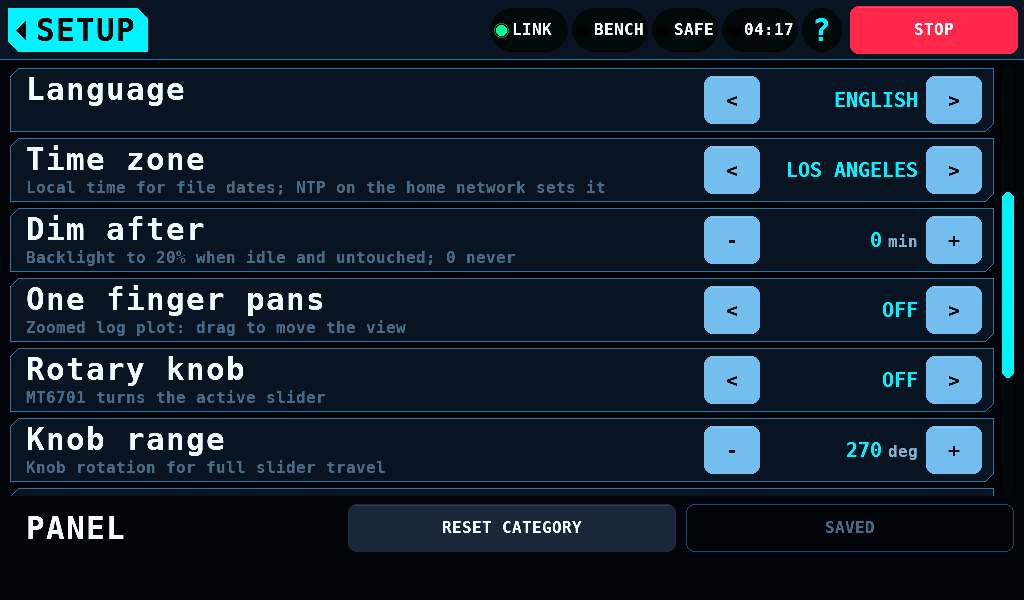 SETUP
LINK
BENCH
SAFE
04:17
?
STOP
Language
< ENGLISH >
Time zone
Local time for file dates; NTP on the home network sets it
< LOS ANGELES >
Dim after
Backlight to 20% when idle and untouched; 0 never
- 0 min +
One finger pans
Zoomed log plot: drag to move the view
< OFF >
Rotary knob
MT6701 turns the active slider
< OFF >
Knob range
Knob rotation for full slider travel
- 270 deg +
PANEL
RESET CATEGORY
SAVED